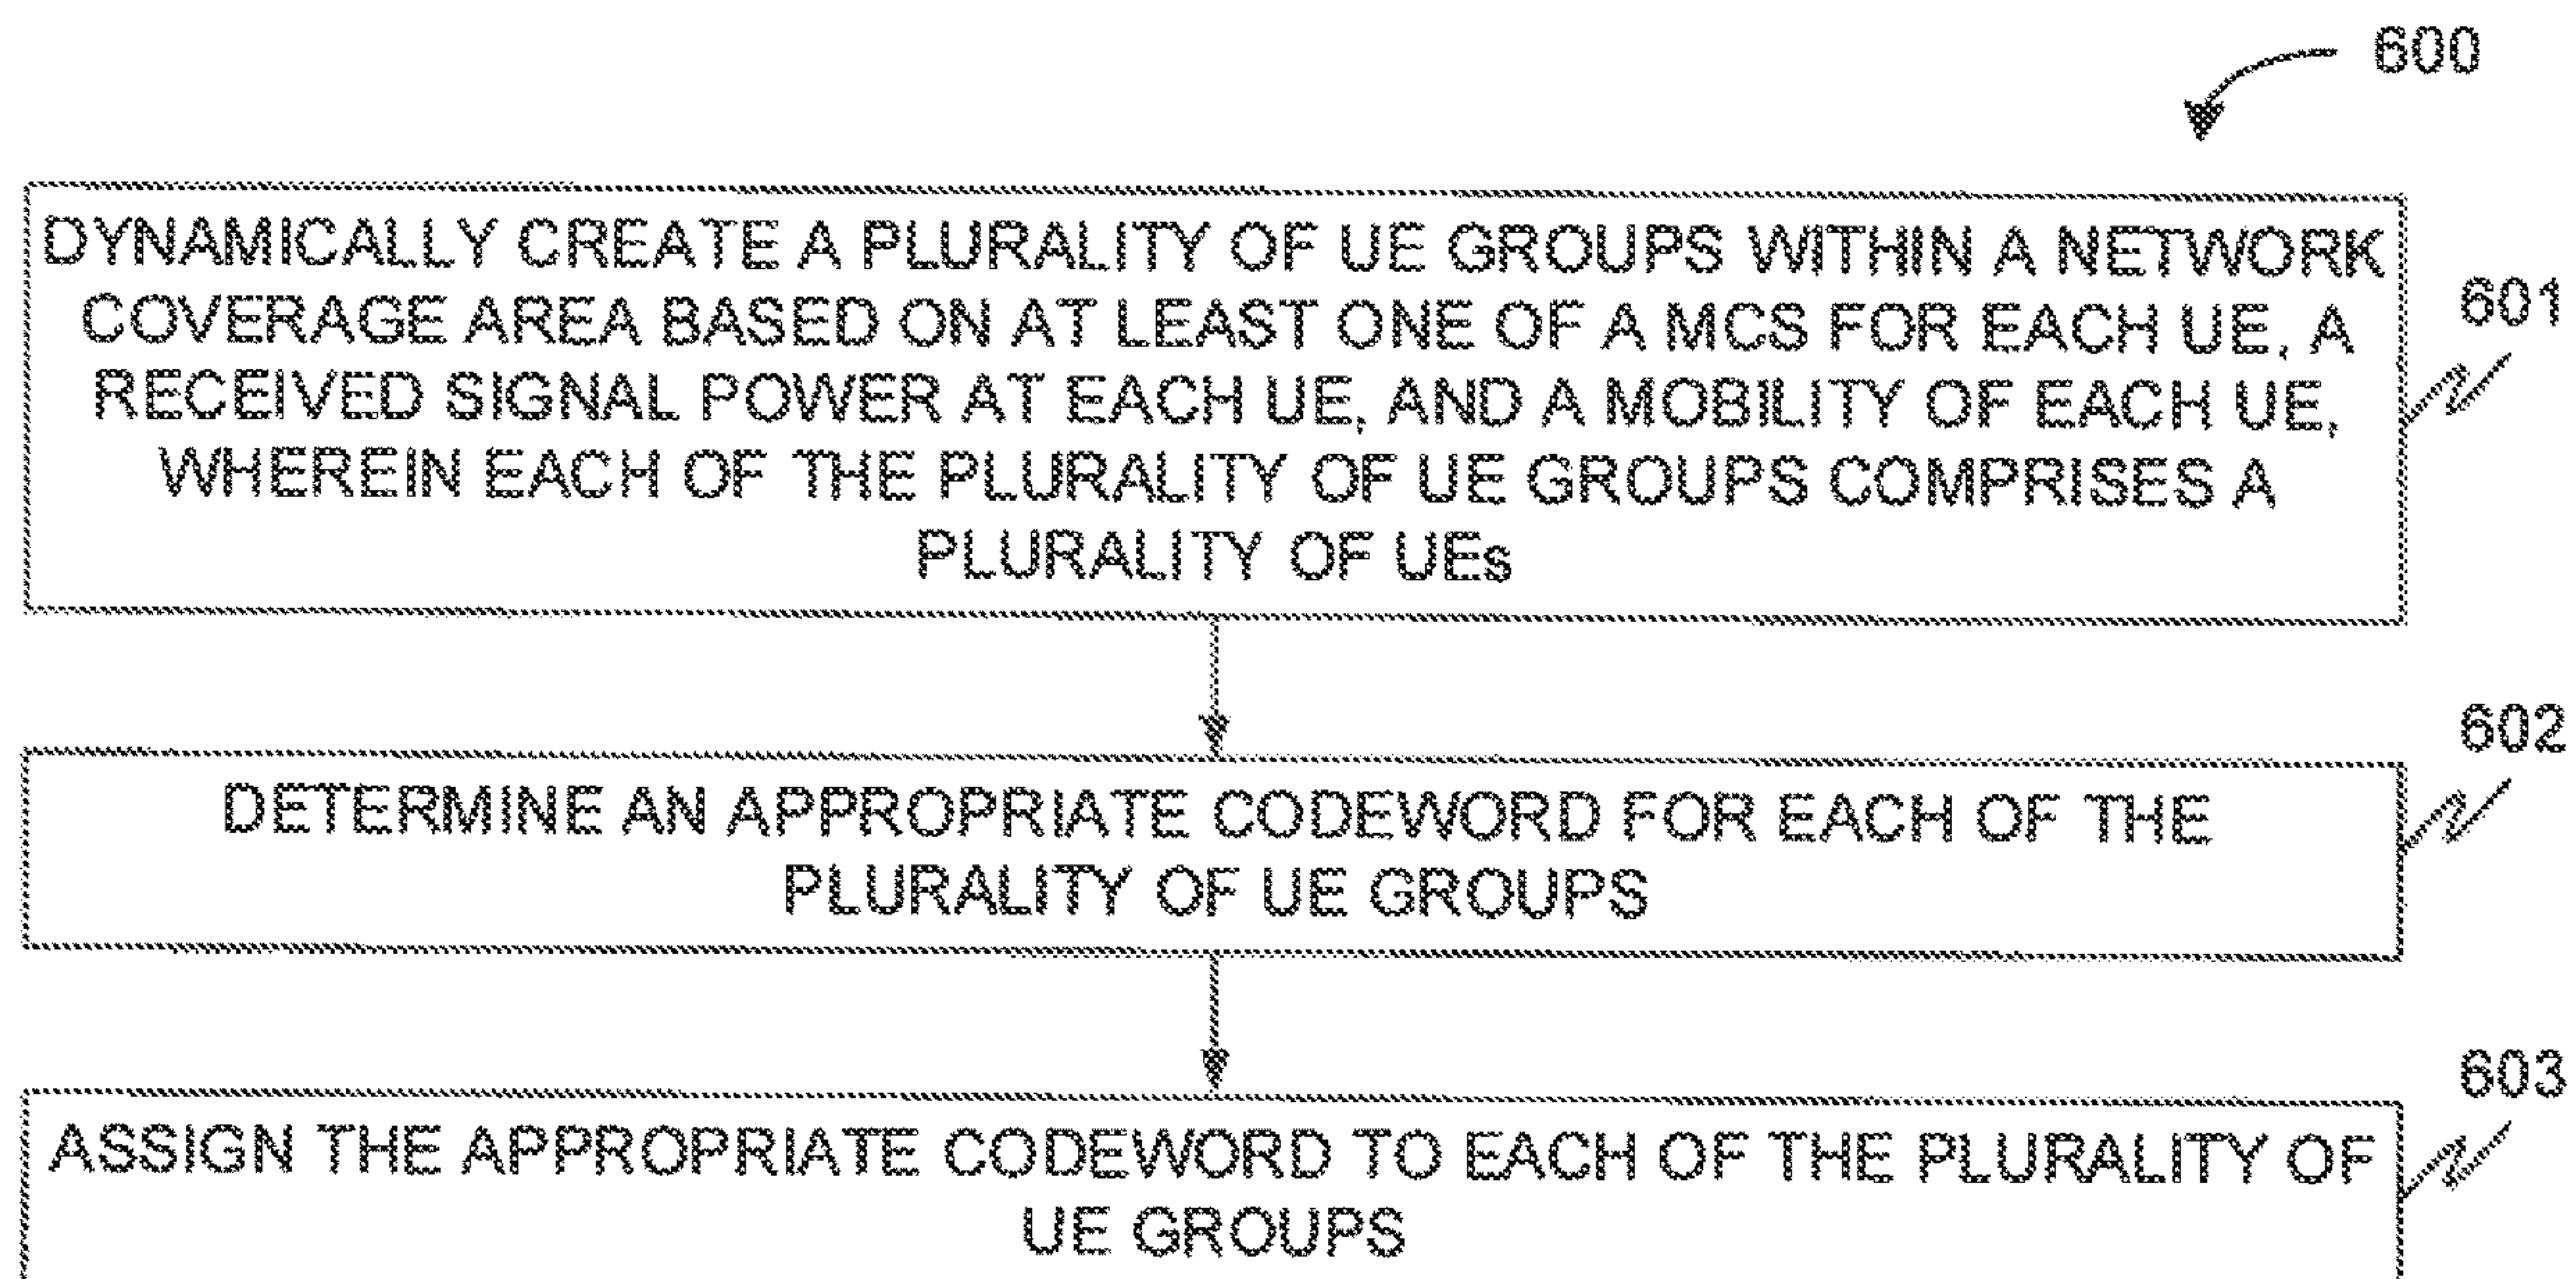 600
DYNAMICALLY CREATE A PLURALITY OF UE GROUPS WITHIN A NETWORK
COVERAGE AREA BASED ON AT LEAST ONE OF A MCS FOR EACH UE, A
RECEIVED SIGNAL POWER AT EACH UE, AND A MOBILITY OF EACH UE,
WHEREIN EACH OF THE PLURALITY OF UE GROUPS COMPRISES A
PLURALITY OF UEs
601
DETERMINE AN APPROPRIATE CODEWORD FOR EACH OF THE
PLURALITY OF UE GROUPS
602
ASSIGN THE APPROPRIATE CODEWORD TO EACH OF THE PLURALITY OF
UE GROUPS
603